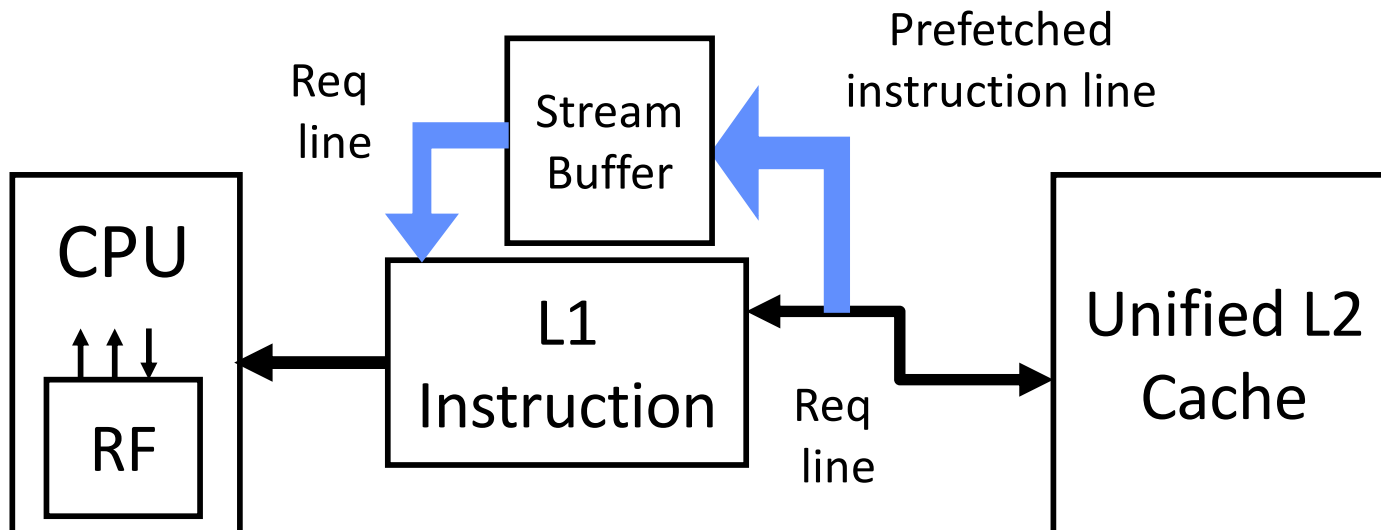 Prefetched
instruction line
Req
line
Stream
Buffer
CPU
RF
L1
Instruction
Req
line
Unified L2
Cache